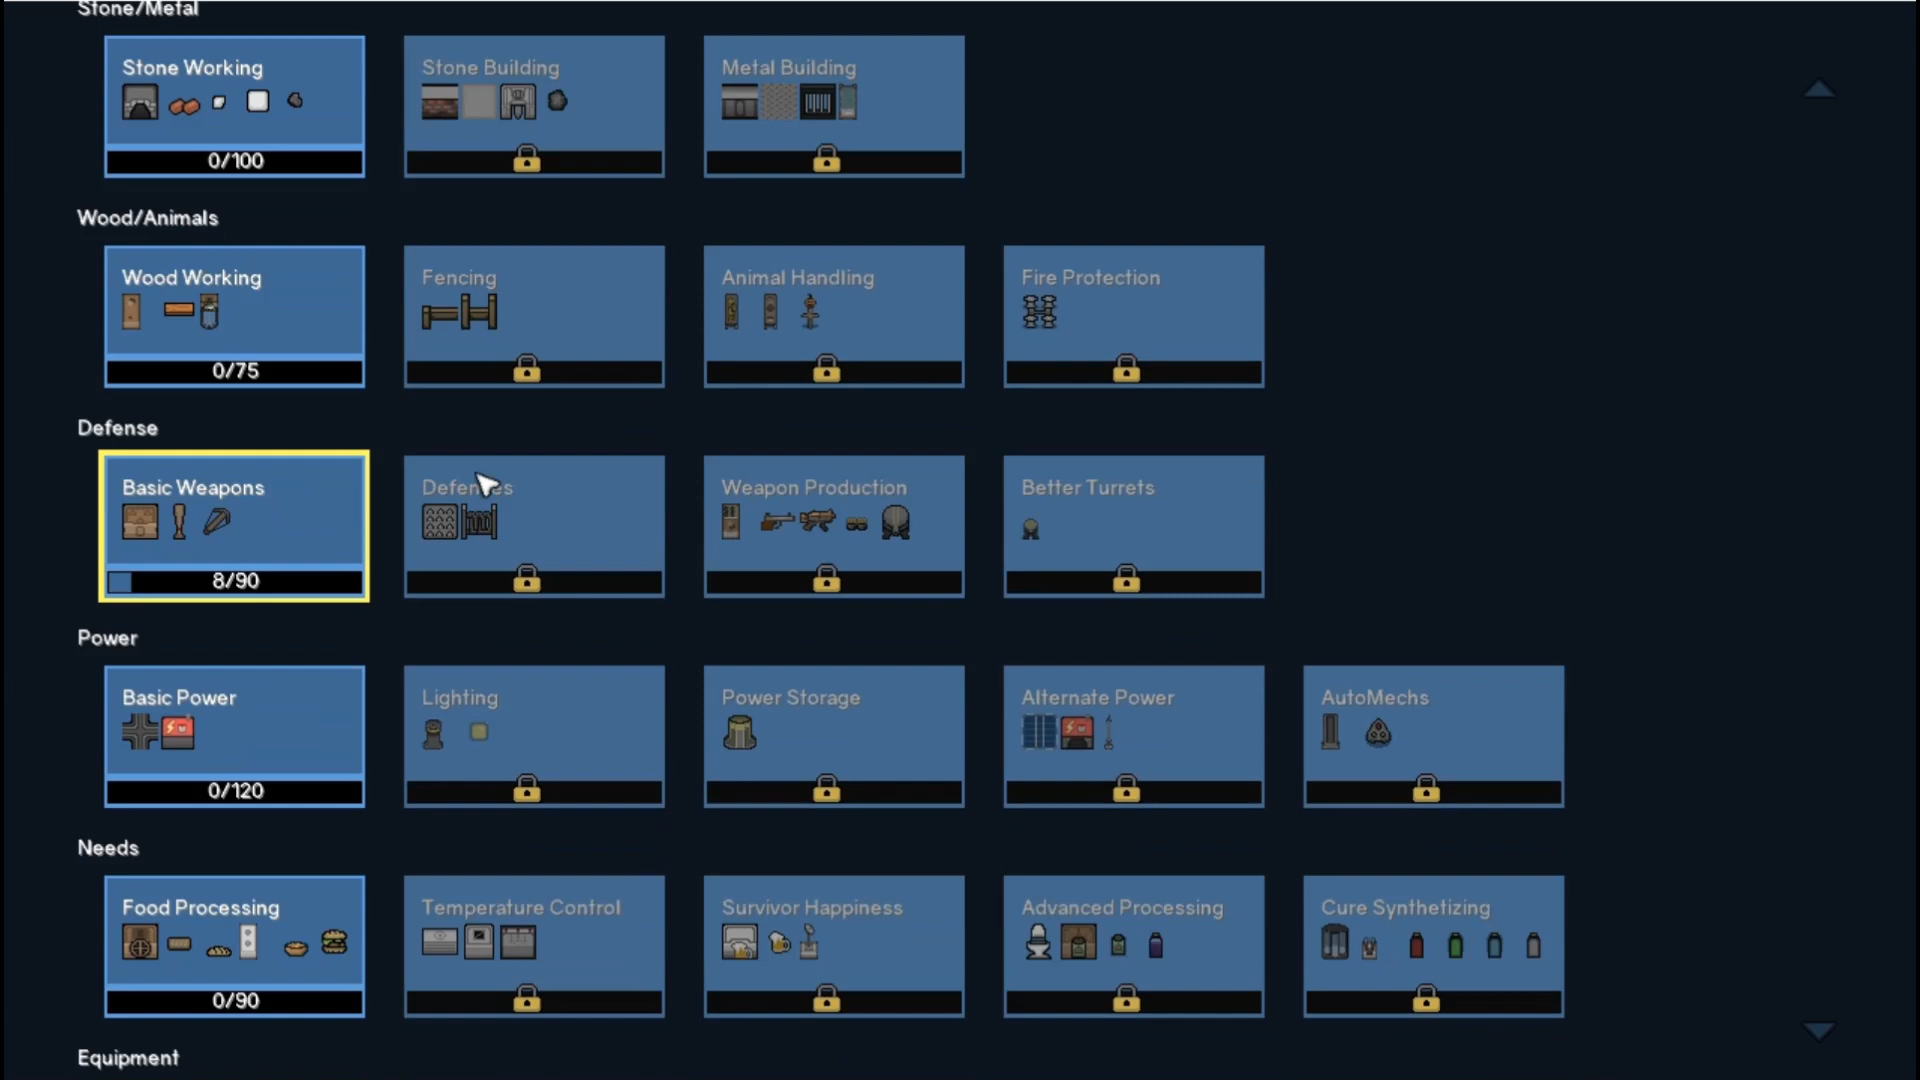 Stone/Metal
Stone Working
Stone Building
Metal Building
0/100
Wood/Animals
Wood Working
Fencing
Animal Handling
Fire Protection
0/75
Defense
Basic Weapons
Defenses
Weapon Production
Better Turrets
8/90
Power
Basic Power
Lighting
Power Storage
Alternate Power
AutoMechs
0/120
Needs
Food Processing
Temperature Control
Survivor Happiness
Advanced Processing
Cure Synthetizing
0/90
Equipment